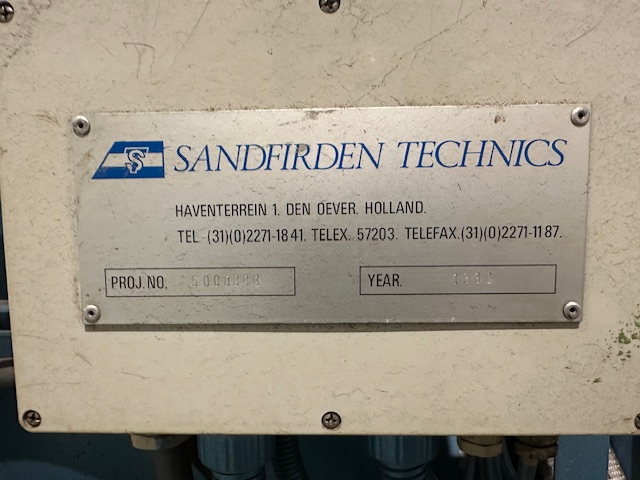 TS SANDFIRDEN TECHNICS
HAVENTERREIN 1. DEN OEVER. HOLLAND.
TEL. (31)(0)2271-1841. TELEX. 57203. TELEFAX.(31)(0)2271-1187.
PROJ.NO.
YEAR.